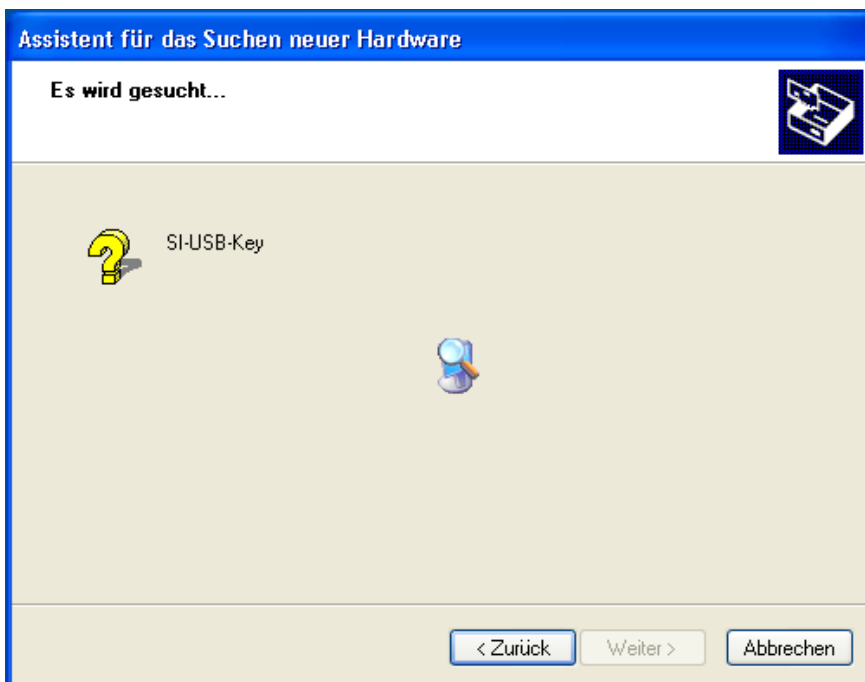 Assistent für das Suchen neuer Hardware
Es wird gesucht...
SI-USB-Key
< Zurück
Weiter >
Abbrechen